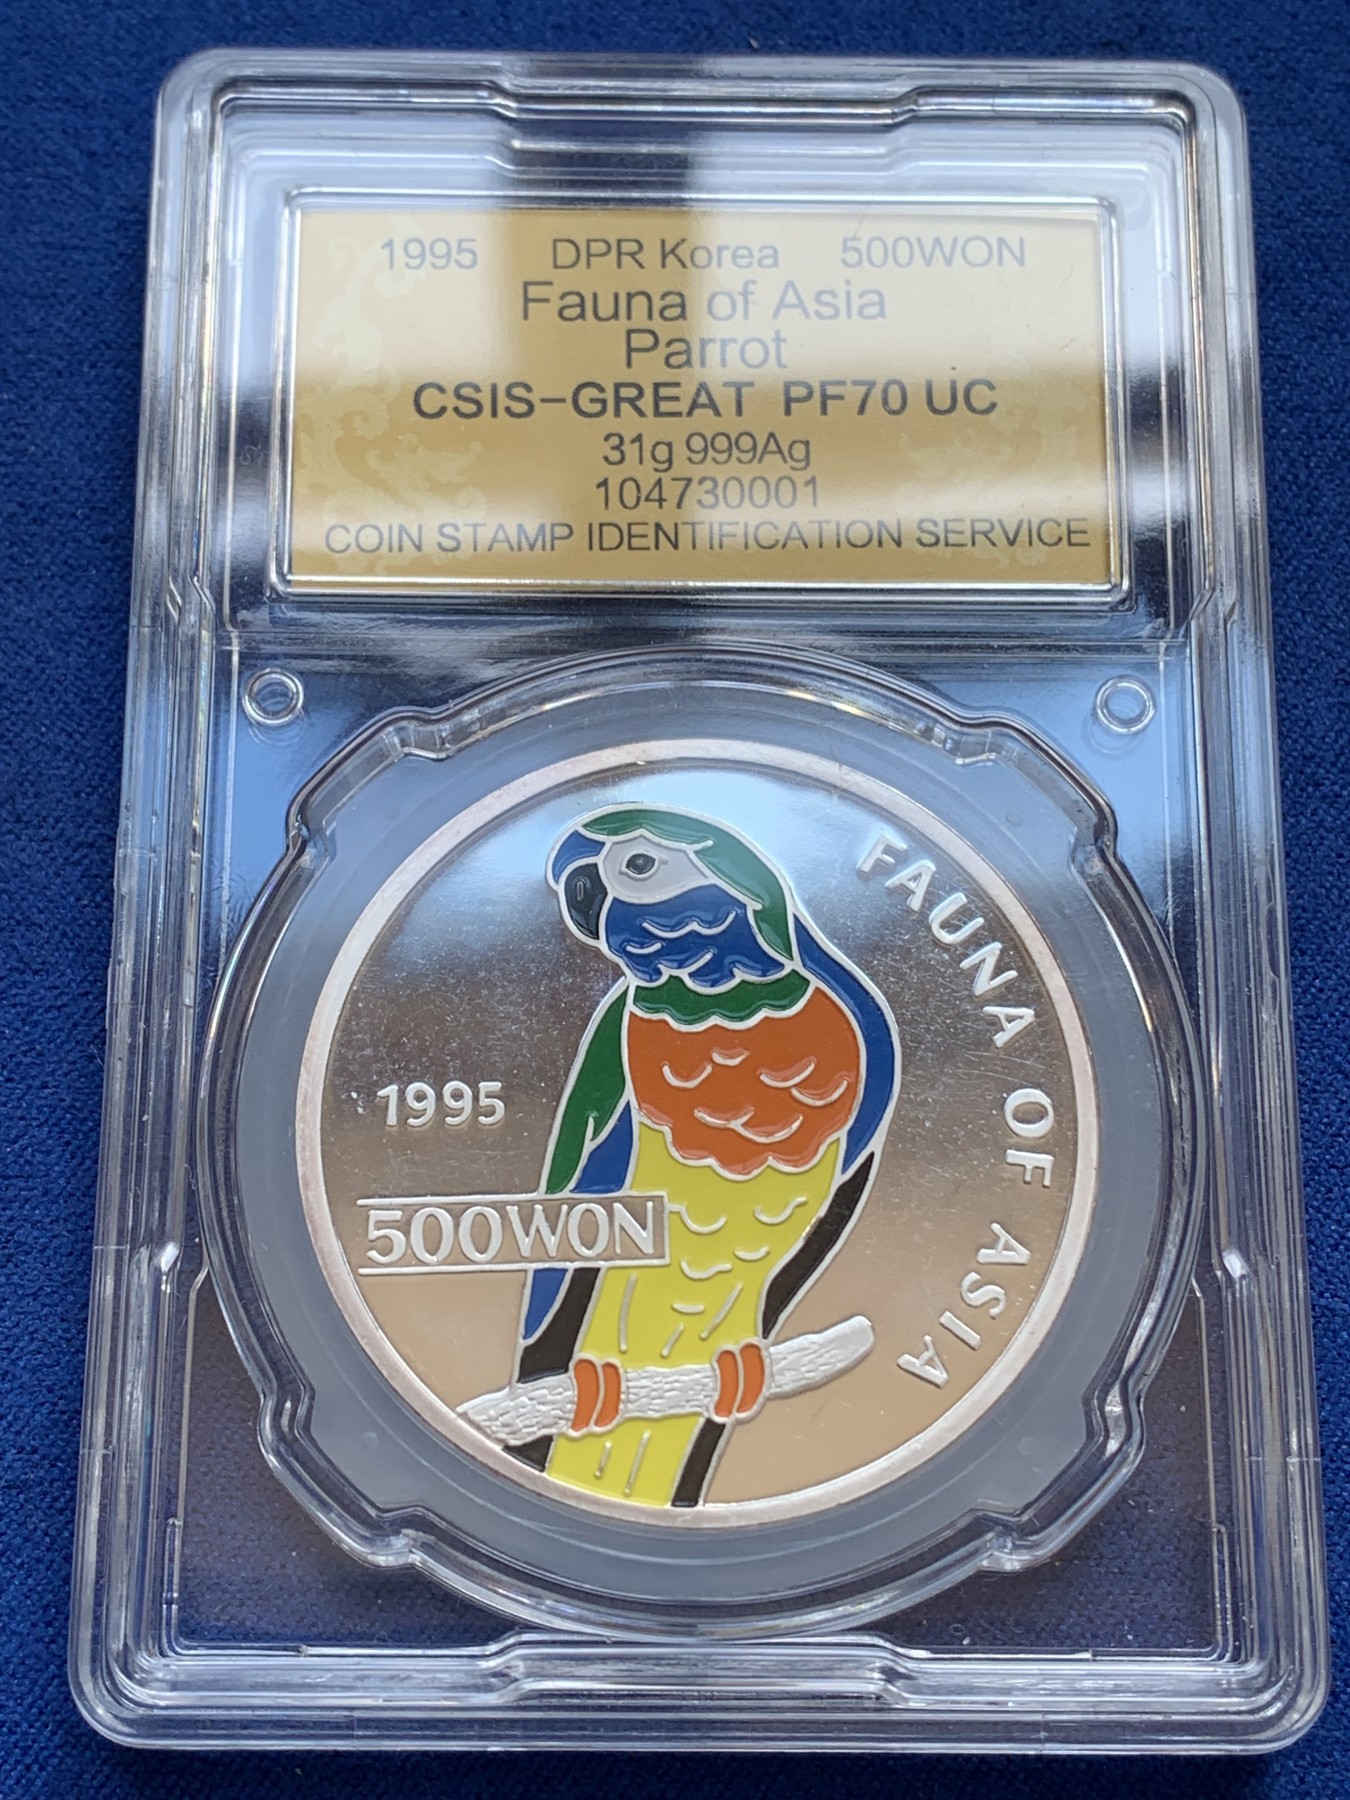 1995 DPR Korea 500WON
Fauna of Asia
Parrot
CSIS-GREAT PF70 UC
31g 999Ag
104730001
COIN STAMP IDENTIFICATION SERVICE
FAUNA OF ASIA
1995
500WON